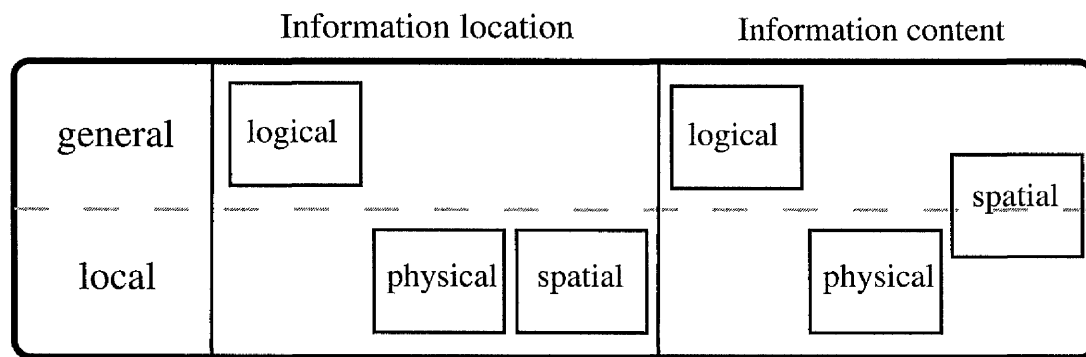 Information location
Information content
general
logical
logical
spatial
local
physical
spatial
physical